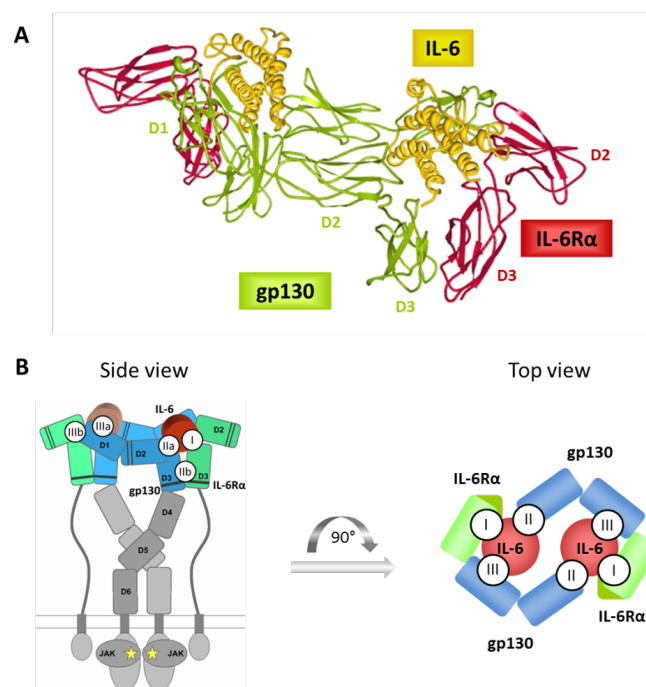 A
IL-6
D1
D2
D2
IL-6Rα
D3
gp130
D3
B
Side view
Top view
IL-6
IIIb
IIIa
D2
D1
IIa
I
D2
gp130
D3
IIb
D3
IL-6Rα
D4
D5
D6
JAK
JAK
90°
gp130
IL-6Rα
I
II
III
IL-6
IL-6
III
II
I
IL-6Rα
gp130